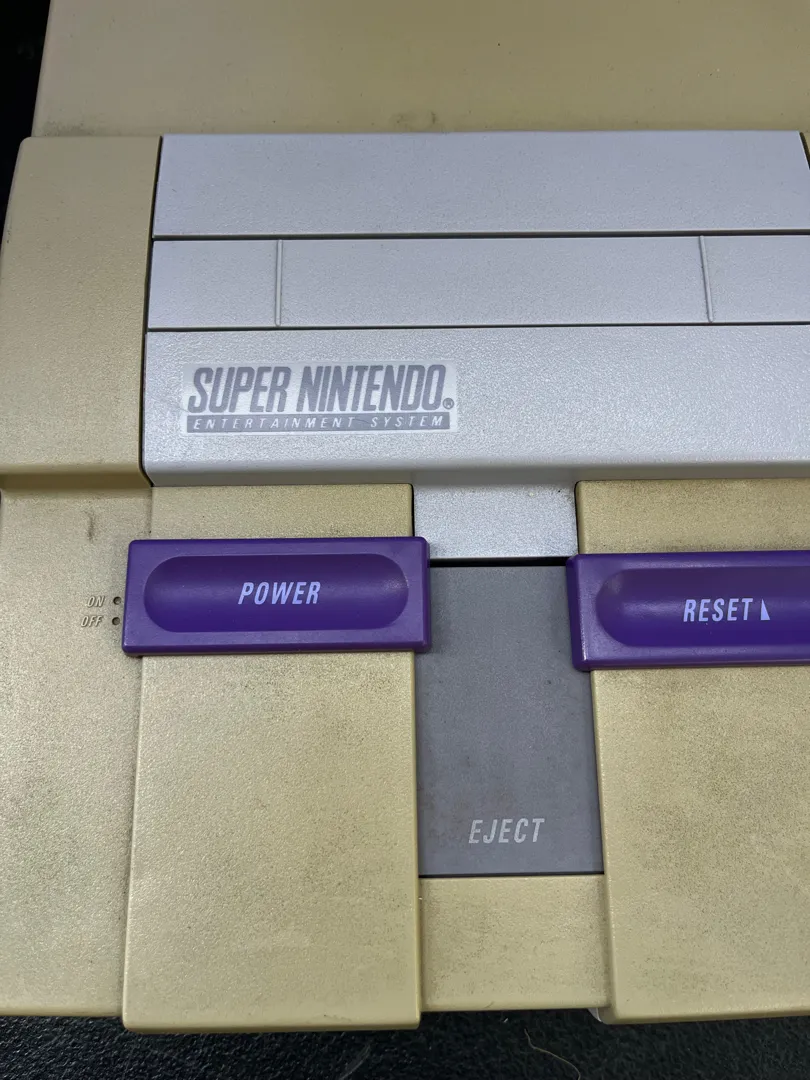 SUPER NINTENDO®
ENTERTAINMENT SYSTEM
POWER
ON
OFF
RESET
EJECT